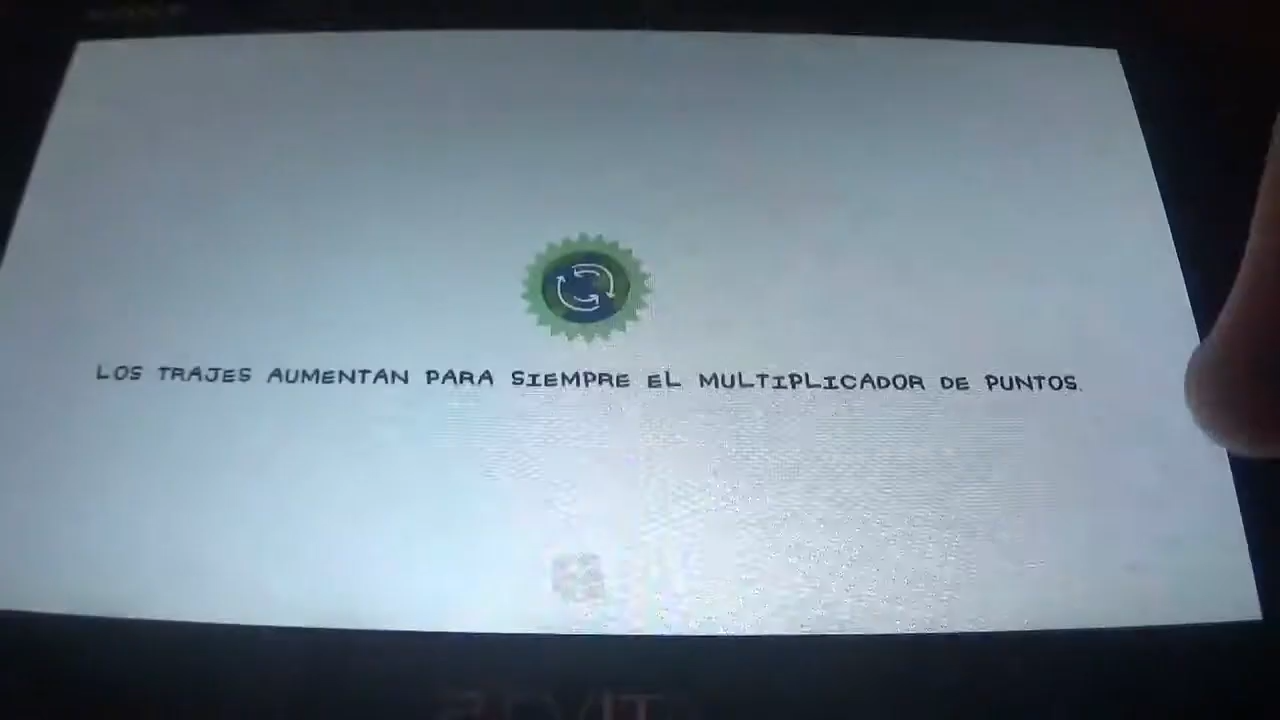 LOS TRAJES AUMENTAN PARA SIEMPRE EL MULTIPLICADOR DE PUNTOS.